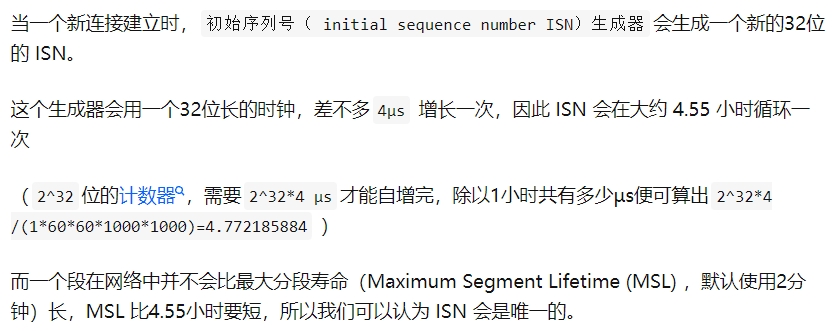 当一个新连接建立时， 初始序列号（ initial sequence number ISN）生成器 会生成一个新的32位
的 ISN。
这个生成器会用一个32位长的时钟，差不多 4µs 增长一次，因此 ISN 会在大约 4.55 小时循环一
次
（ 2^32 位的计数器，需要 2^32*4 µs 才能自增完，除以1小时共有多少µs便可算出 2^32*4
/(1*60*60*1000*1000)=4.772185884 ）
而一个段在网络中并不会比最大分段寿命（Maximum Segment Lifetime (MSL) ，默认使用2分
钟）长，MSL 比4.55小时要短，所以我们可以认为 ISN 会是唯一的。